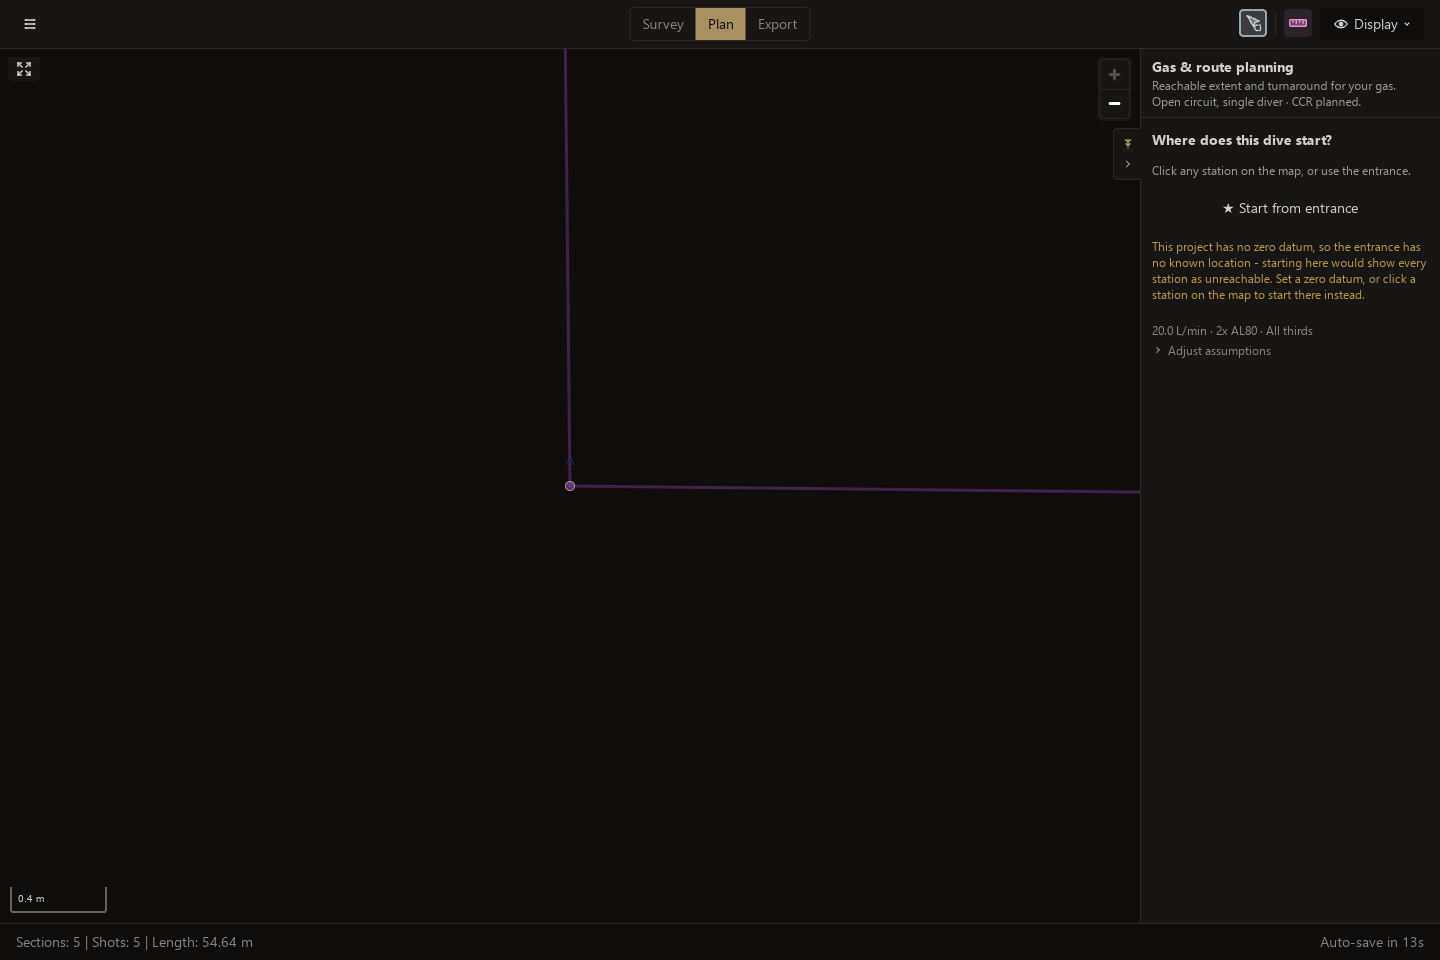 Survey
Plan
Export
Display
Gas & route planning
Reachable extent and turnaround for your gas.
Open circuit, single diver · CCR planned.
Where does this dive start?
Click any station on the map, or use the entrance.
★ Start from entrance
This project has no zero datum, so the entrance has
no known location - starting here would show every
station as unreachable. Set a zero datum, or click a
station on the map to start there instead.
20.0 L/min · 2x AL80 · All thirds
Adjust assumptions
A
0.4 m
Sections: 5 | Shots: 5 | Length: 54.64 m
Auto-save in 13s